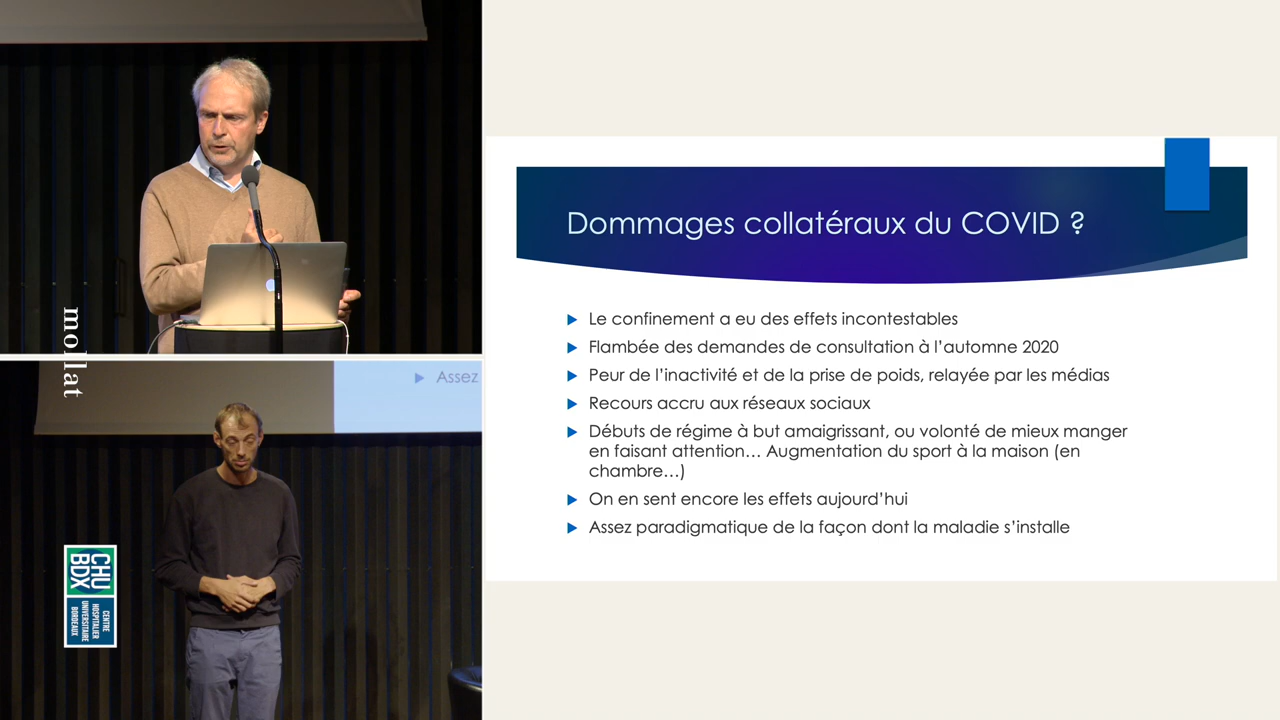 mollat
Assez
CHU
BDX
CENTRE
HOSPITALIER
UNIVERSITAIRE
BORDEAUX
Dommages collatéraux du COVID ?
Le confinement a eu des effets incontestables
Flambée des demandes de consultation à l'automne 2020
Peur de l'inactivité et de la prise de poids, relayée par les médias
Recours accru aux réseaux sociaux
Débuts de régime à but amaigrissant, ou volonté de mieux manger
en faisant attention… Augmentation du sport à la maison (en
chambre…)
On en sent encore les effets aujourd'hui
Assez paradigmatique de la façon dont la maladie s'installe